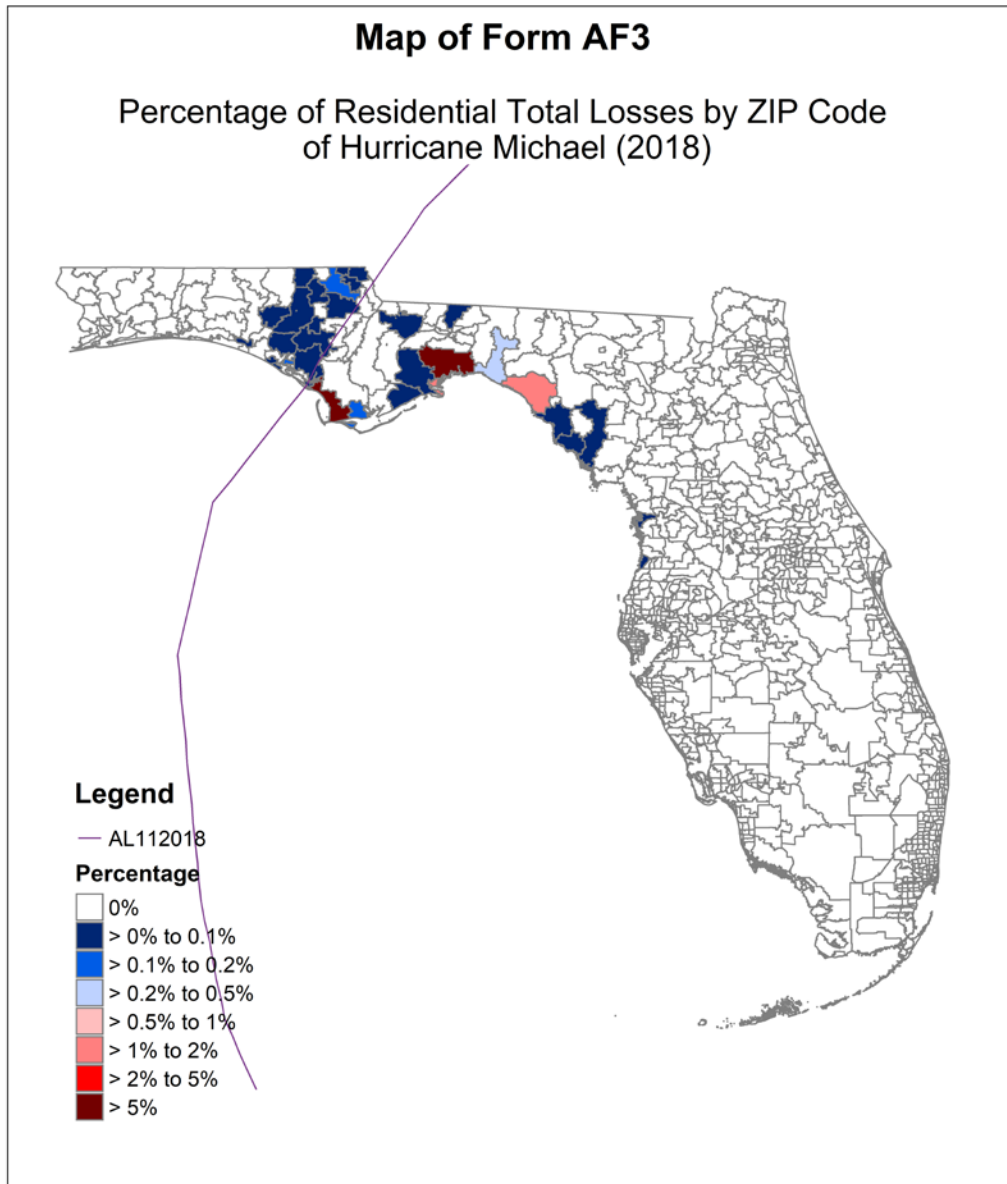 Map of Form AF3
Percentage of Residential Total Losses by ZIP Code
of Hurricane Michael (2018)
Legend
AL112018
Percentage
0%
> 0% to 0.1%
> 0.1% to 0.2%
> 0.2% to 0.5%
> 0.5% to 1%
> 1% to 2%
> 2% to 5%
> 5%